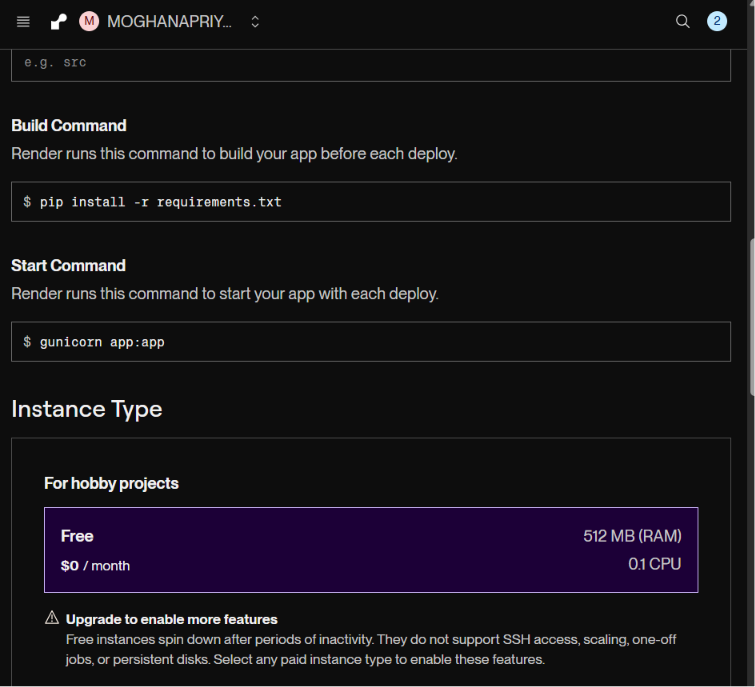 M MOGHANAPRIY...
2
e.g. src
Build Command
Render runs this command to build your app before each deploy.
$ pip install -r requirements.txt
Start Command
Render runs this command to start your app with each deploy.
$ gunicorn app:app
Instance Type
For hobby projects
Free
512 MB (RAM)
$0 / month
0.1 CPU
Upgrade to enable more features
Free instances spin down after periods of inactivity. They do not support SSH access, scaling, one-off
jobs, or persistent disks. Select any paid instance type to enable these features.